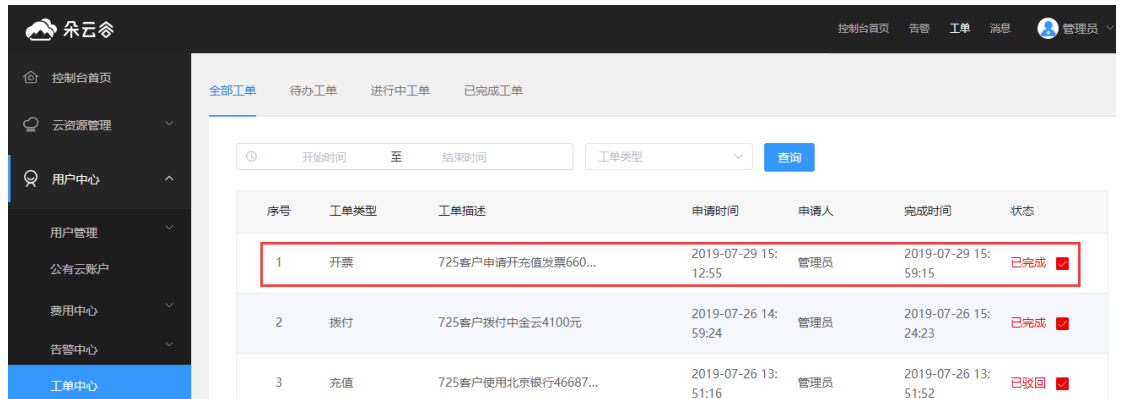 朵云谷
控制台首页 告警 工单 消息 管理员
控制台首页
云资源管理
用户中心
用户管理
公有云账户
费用中心
告警中心
工单中心
全部工单 待办工单 进行中工单 已完成工单
开始时间 至 结束时间 工单类型 查询
序号 工单类型 工单描述 申请时间 申请人 完成时间 状态
1 开票 725客户申请开充值发票660... 2019-07-29 15:12:55 管理员 2019-07-29 15:59:15 已完成
2 拨付 725客户拨付中金云4100元 2019-07-26 14:59:24 管理员 2019-07-26 15:24:23 已完成
3 充值 725客户使用北京银行46687... 2019-07-26 13:51:16 管理员 2019-07-26 13:51:52 已驳回